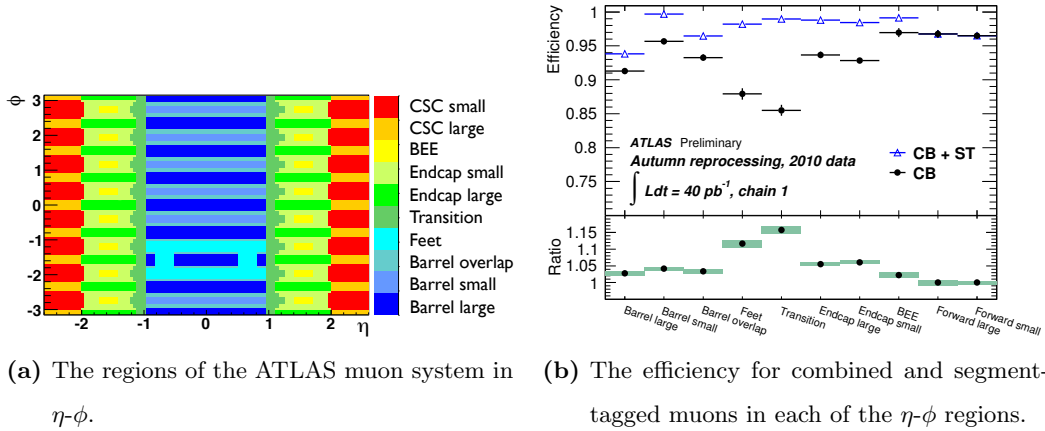 ϕ
3
2
1
0
-1
-2
-3
-2
-1
0
1
2
η
CSC small
CSC large
BEE
Endcap small
Endcap large
Transition
Feet
Barrel overlap
Barrel small
Barrel large
(a) The regions of the ATLAS muon system in
η-ϕ.
Efficiency
1
0.95
0.9
0.85
0.8
0.75
ATLAS Preliminary
Autumn reprocessing, 2010 data
∫ Ldt = 40 pb⁻¹, chain 1
CB + ST
CB
Ratio
1.15
1.1
1.05
1
Barrel large
Barrel small
Barrel overlap
Feet
Transition
Endcap large
Endcap small
BEE
Forward large
Forward small
(b) The efficiency for combined and segment-
tagged muons in each of the η-ϕ regions.